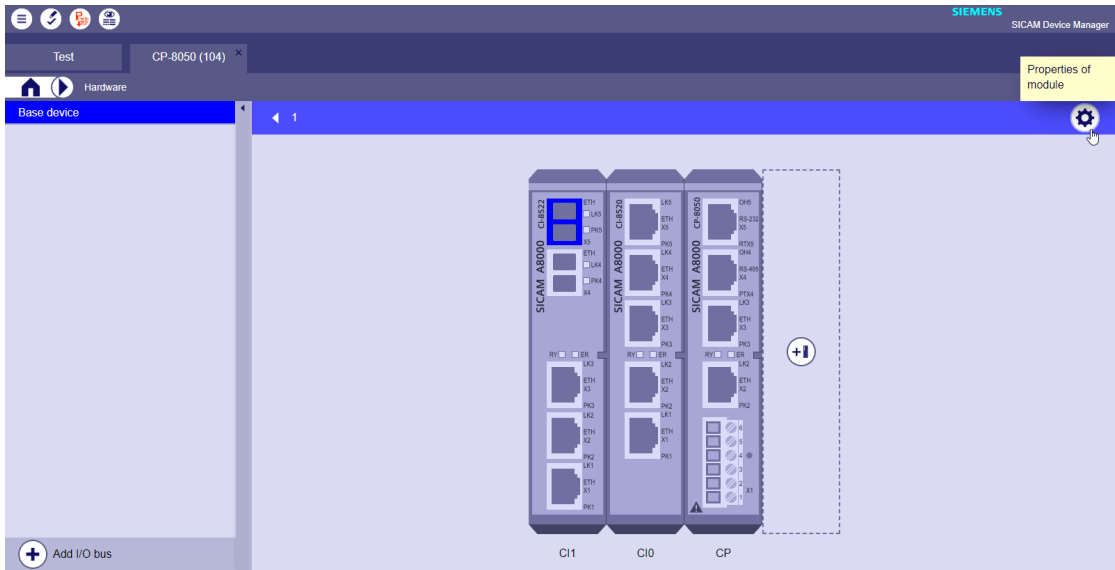 SIEMENS
SICAM Device Manager
Test
CP-8050 (104) ×
Properties of
module
Hardware
Base device
1
CI-8522
SICAM A8000
ETH
LK5
PK5
X5
ETH
LK4
PK4
X4
RY
ER
LK3
ETH
X3
PK3
LK2
ETH
X2
PK2
LK1
ETH
X1
PK1
CI-8520
SICAM A8000
LK5
ETH
X5
PK5
LK4
ETH
X4
PK4
LK3
ETH
X3
PK3
RY
ER
LK2
ETH
X2
PK2
LK1
ETH
X1
PK1
CP-8050
SICAM A8000
OH5
RS-232
X5
RTX5
OH4
RS-485
X4
PTX4
LK3
ETH
X3
PK3
RY
ER
LK2
ETH
X2
PK2
6
5
4
3
2
1
X1
CI1
CI0
CP
Add I/O bus